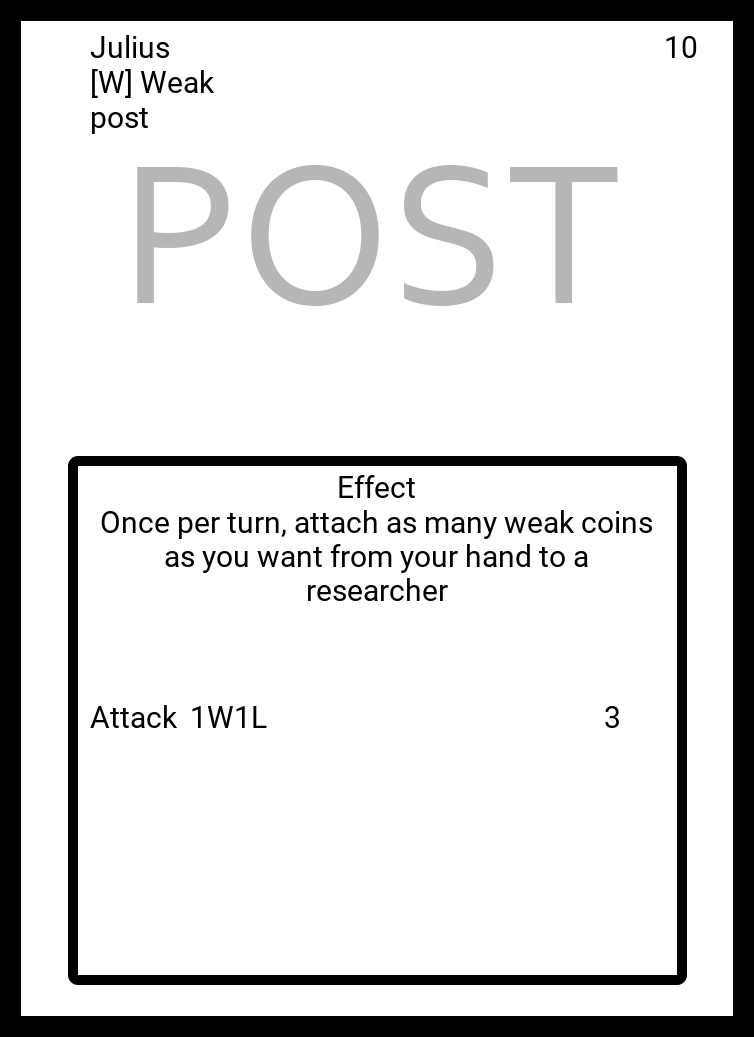 Julius 10
[W] Weak
post
POST
Effect
Once per turn, attach as many weak coins
as you want from your hand to a
researcher
Attack 1W1L 3